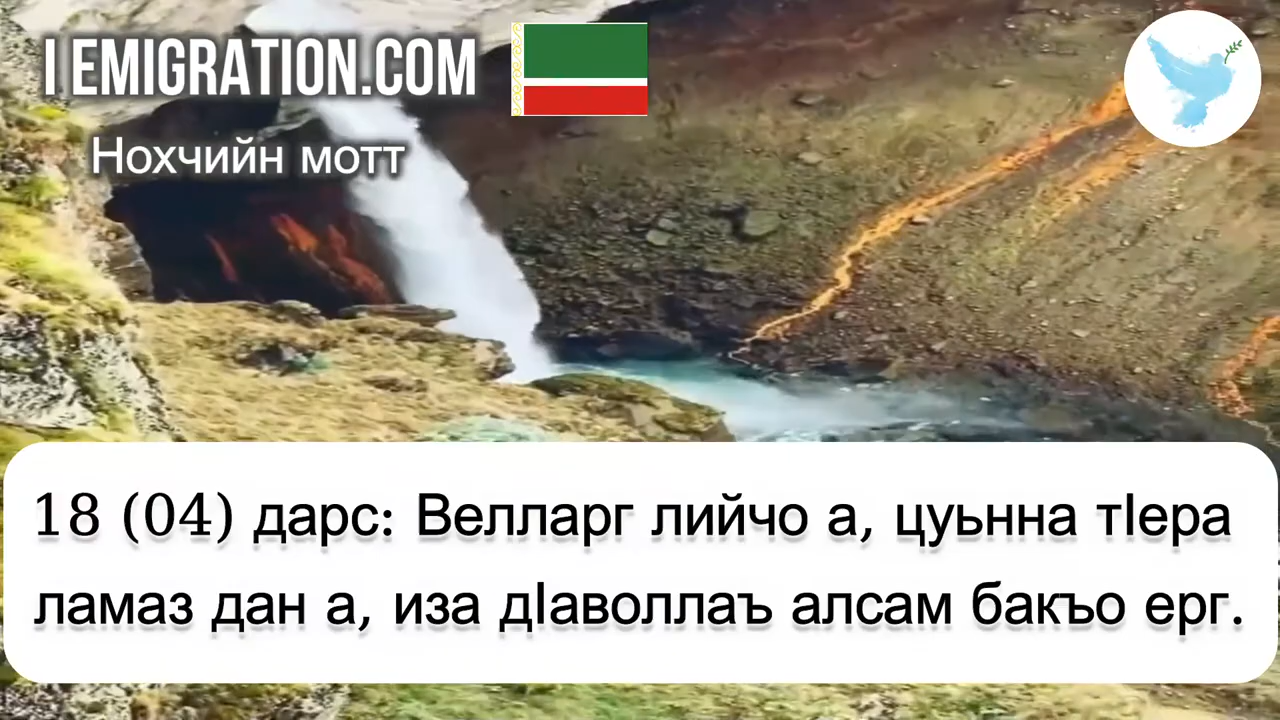 I EMIGRATION.COM
Нохчийн мотт
18 (04) дарс: Велларг лийчо а, цуьнна тӀера
ламаз дан а, иза дӀаволлаъ алсам бакъо ерг.